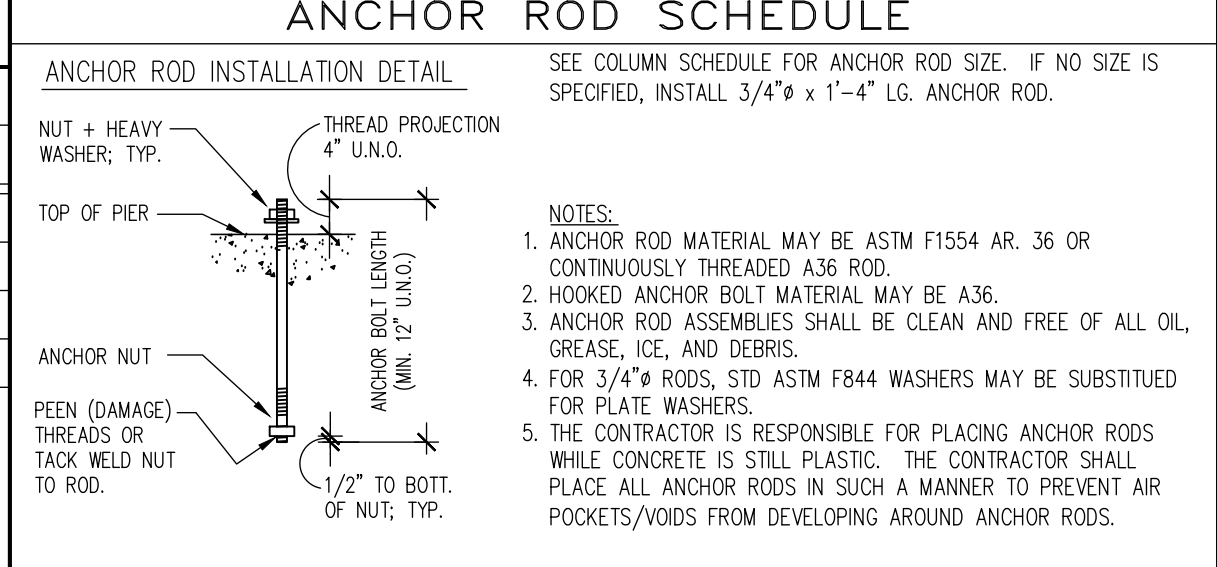 ANCHOR ROD SCHEDULE
ANCHOR ROD INSTALLATION DETAIL
NUT + HEAVY
WASHER; TYP.
THREAD PROJECTION
4" U.N.O.
TOP OF PIER
ANCHOR BOLT LENGTH
(MIN. 12" U.N.O.)
ANCHOR NUT
PEEN (DAMAGE)
THREADS OR
TACK WELD NUT
TO ROD.
1/2" TO BOTT.
OF NUT; TYP.
SEE COLUMN SCHEDULE FOR ANCHOR ROD SIZE. IF NO SIZE IS
SPECIFIED, INSTALL 3/4"ø x 1'-4" LG. ANCHOR ROD.
NOTES:
1. ANCHOR ROD MATERIAL MAY BE ASTM F1554 AR. 36 OR
CONTINUOUSLY THREADED A36 ROD.
2. HOOKED ANCHOR BOLT MATERIAL MAY BE A36.
3. ANCHOR ROD ASSEMBLIES SHALL BE CLEAN AND FREE OF ALL OIL,
GREASE, ICE, AND DEBRIS.
4. FOR 3/4"ø RODS, STD ASTM F844 WASHERS MAY BE SUBSTITUED
FOR PLATE WASHERS.
5. THE CONTRACTOR IS RESPONSIBLE FOR PLACING ANCHOR RODS
WHILE CONCRETE IS STILL PLASTIC. THE CONTRACTOR SHALL
PLACE ALL ANCHOR RODS IN SUCH A MANNER TO PREVENT AIR
POCKETS/VOIDS FROM DEVELOPING AROUND ANCHOR RODS.